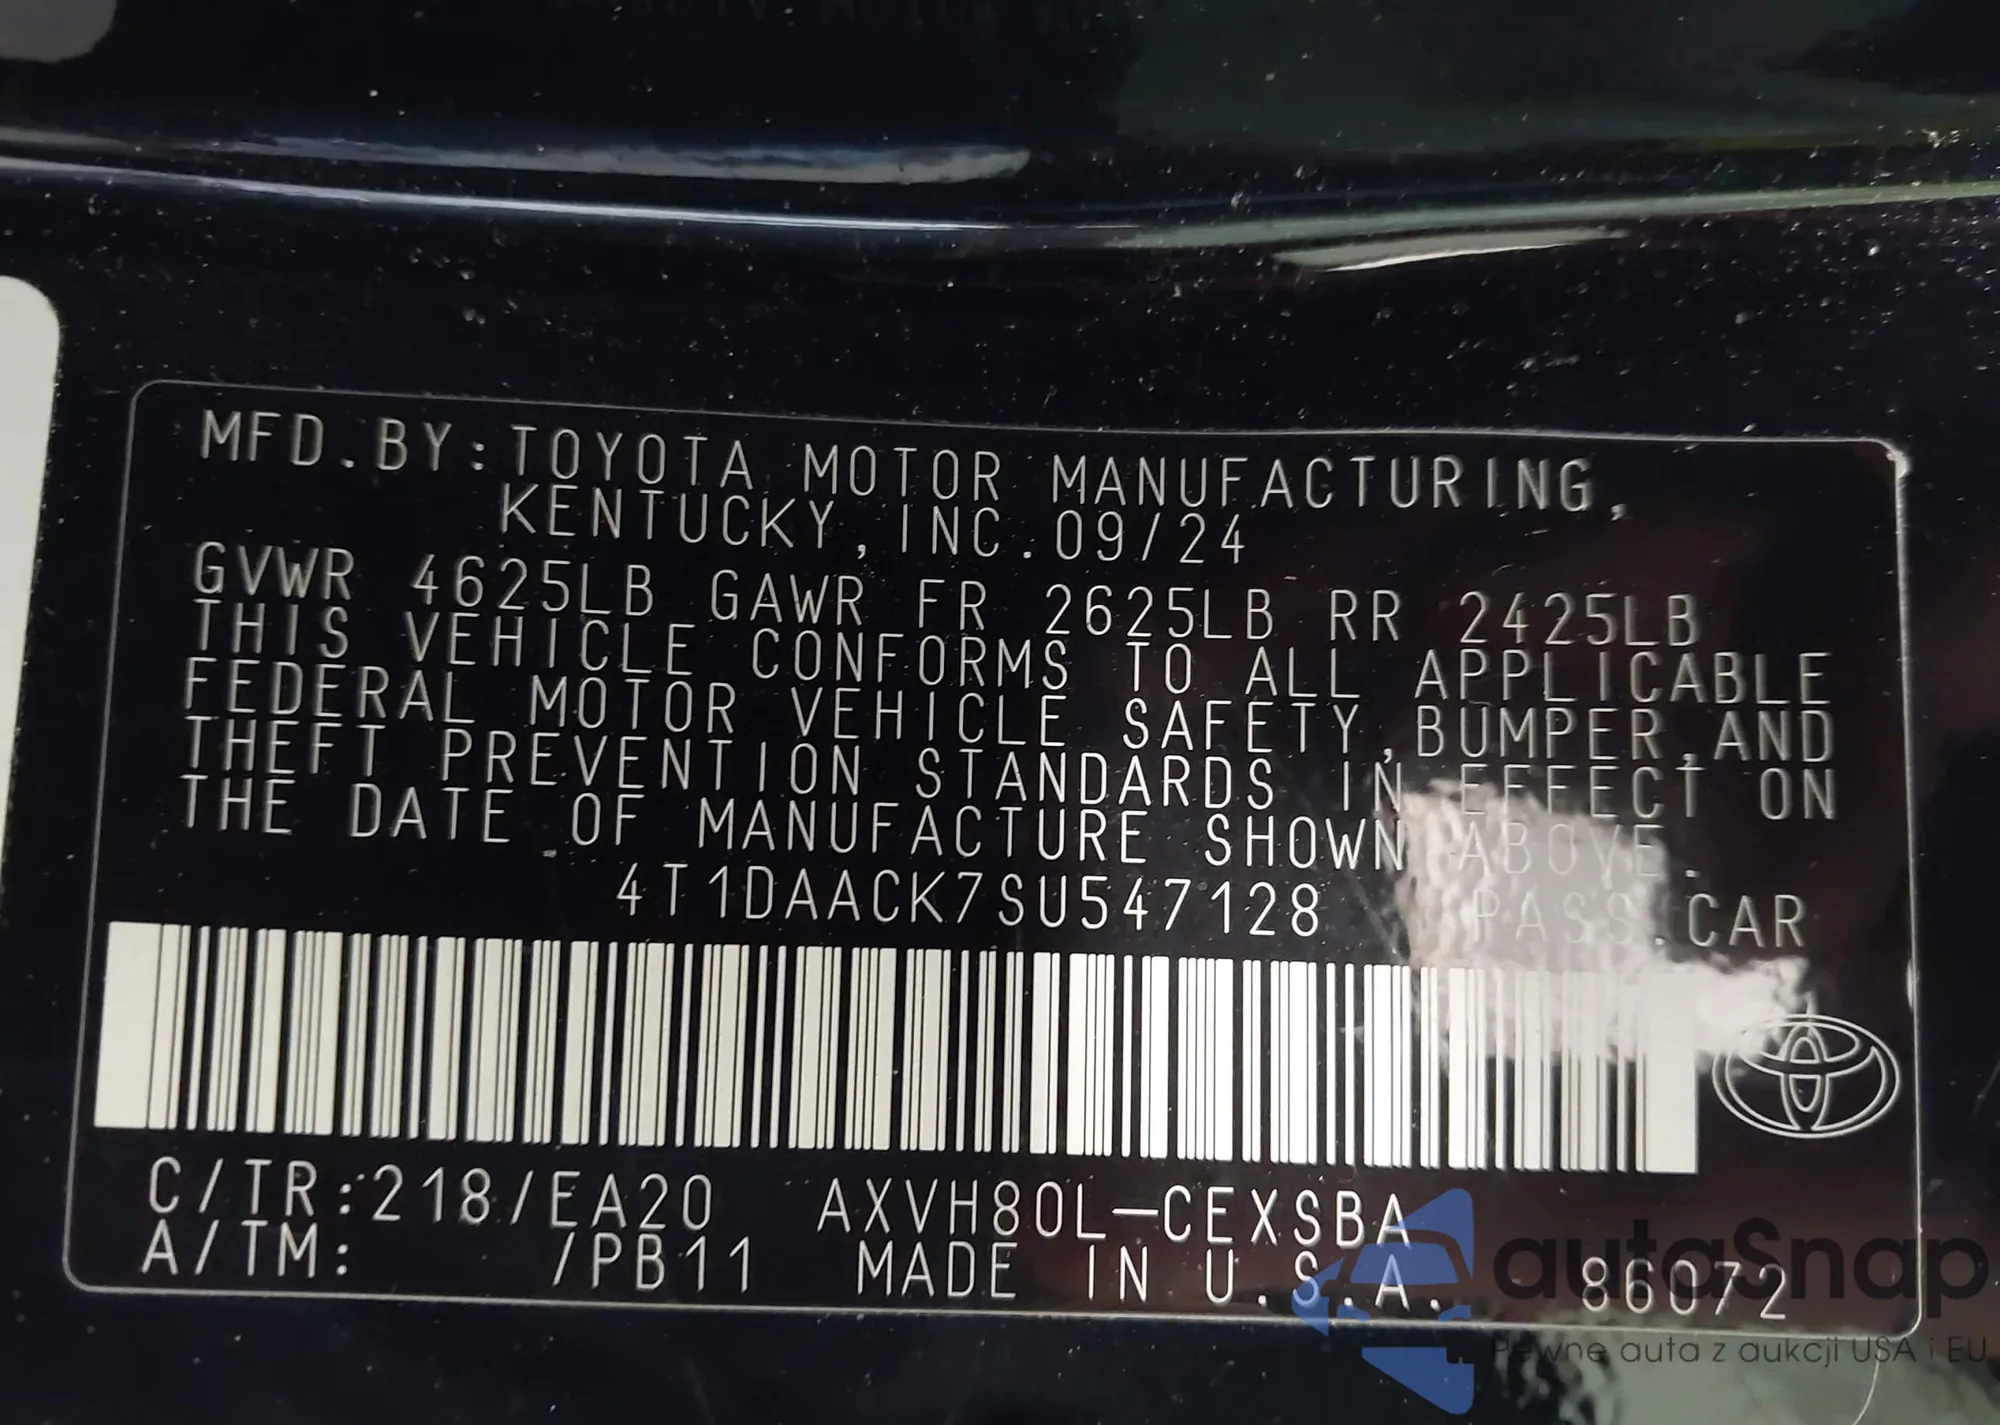 MFD.BY:TOYOTA MOTOR MANUFACTURING,
KENTUCKY,INC.09/24
GVWR 4625LB GAWR FR 2625LB RR 2425LB
THIS VEHICLE CONFORMS TO ALL APPLICABLE
FEDERAL MOTOR VEHICLE SAFETY,BUMPER,AND
THEFT PREVENTION STANDARDS IN EFFECT ON
THE DATE OF MANUFACTURE SHOWN ABOVE.
4T1DAACK7SU547128 PASS.CAR
C/TR:218/EA20 AXVH80L-CEXSBA
A/TM: /PB11 MADE IN U.S.A. 86072
autoSnap
Pewne auta z aukcji USA i EU